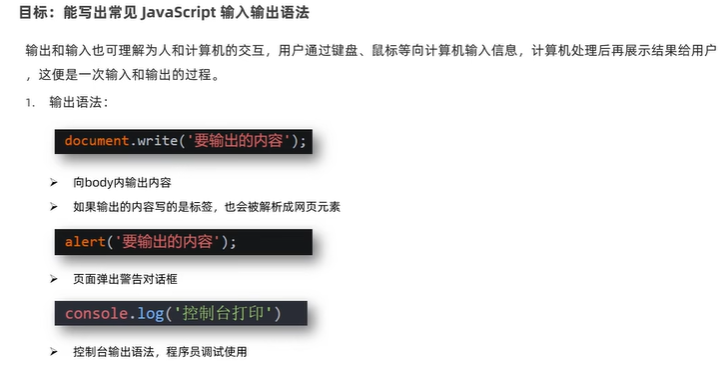 目标：能写出常见 JavaScript 输入输出语法
输出和输入也可理解为人和计算机的交互，用户通过键盘、鼠标等向计算机输入信息，计算机处理后再展示结果给用户
，这便是一次输入和输出的过程。
1. 输出语法：
document.write('要输出的内容');
➢ 向body内输出内容
➢ 如果输出的内容写的是标签，也会被解析成网页元素
alert('要输出的内容');
➢ 页面弹出警告对话框
console.log('控制台打印')
➢ 控制台输出语法，程序员调试使用